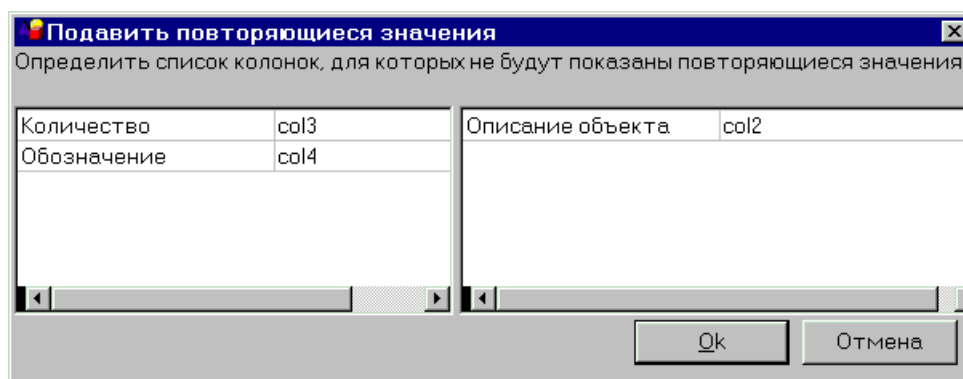 Подавить повторяющиеся значения
Определить список колонок, для которых не будут показаны повторяющиеся значения
Количество col3
Обозначение col4
Описание объекта col2
Ok
Отмена